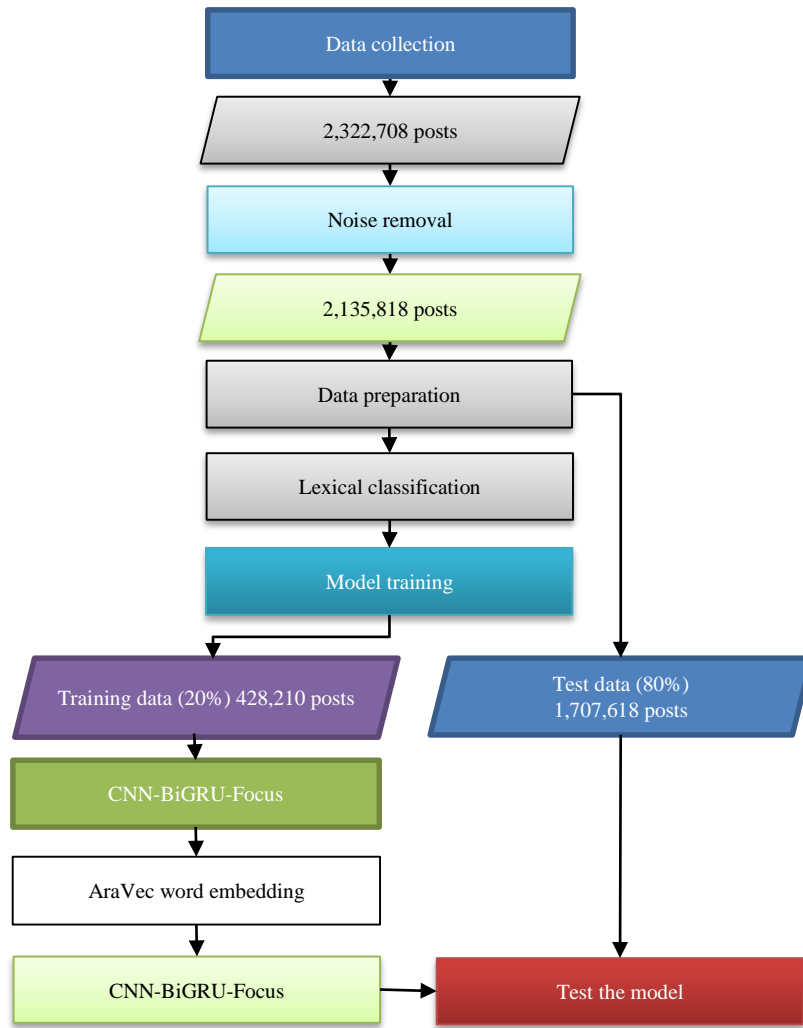 Data collection
2,322,708 posts
Noise removal
2,135,818 posts
Data preparation
Lexical classification
Model training
Training data (20%) 428,210 posts
Test data (80%)
1,707,618 posts
CNN-BiGRU-Focus
AraVec word embedding
CNN-BiGRU-Focus
Test the model